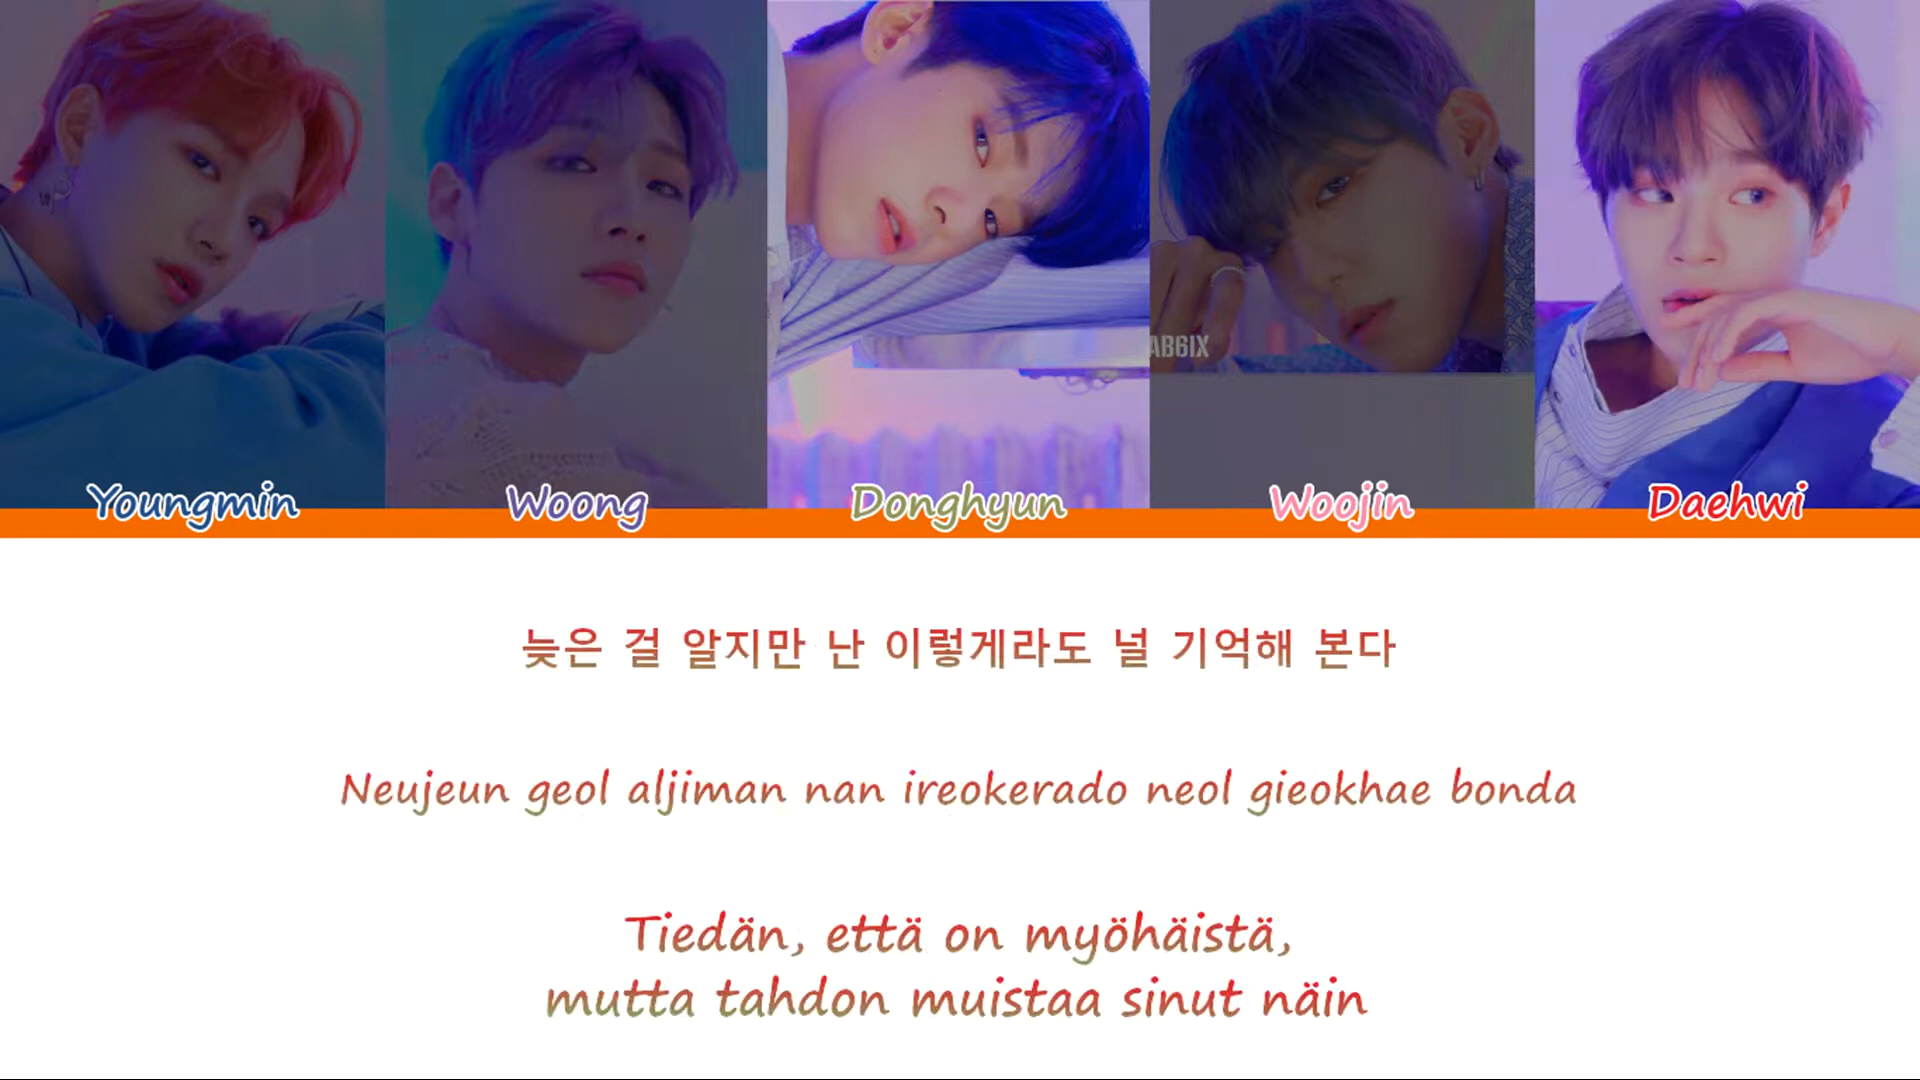 AB6IX
Youngmin Woong Donghyun Woojin Daehwi
늦은 걸 알지만 난 이렇게라도 널 기억해 본다
Neujeun geol aljiman nan ireokerado neol gieokhae bonda
Tiedän, että on myöhäistä,
mutta tahdon muistaa sinut näin